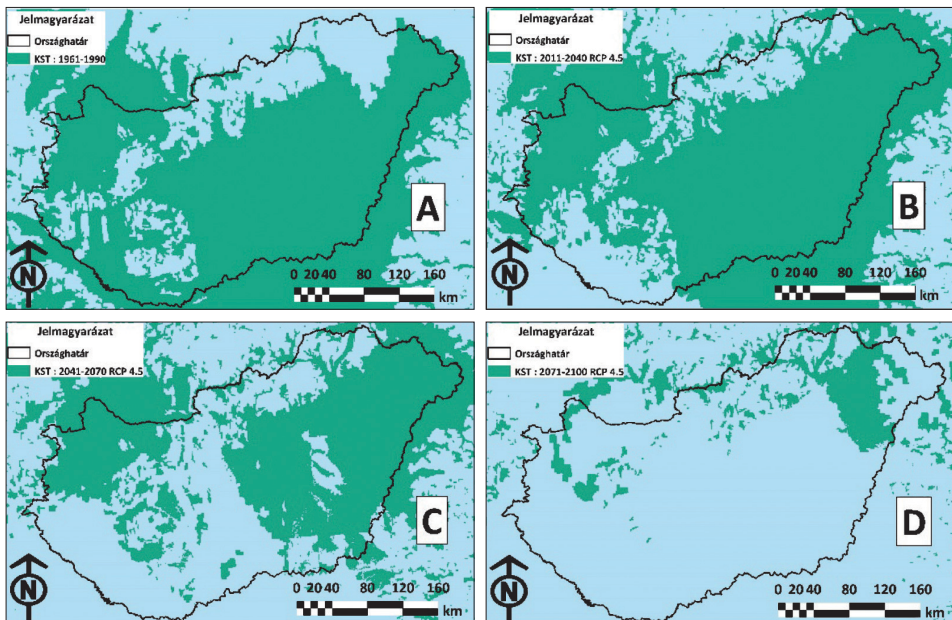 Jelmagyarázat
Országhatár
KST : 1961-1990
A
N
0 20 40 80 120 160
km
Jelmagyarázat
Országhatár
KST : 2011-2040 RCP 4.5
B
N
0 20 40 80 120 160
km
Jelmagyarázat
Országhatár
KST : 2041-2070 RCP 4.5
C
N
0 20 40 80 120 160
km
Jelmagyarázat
Országhatár
KST : 2071-2100 RCP 4.5
D
N
0 20 40 80 120 160
km